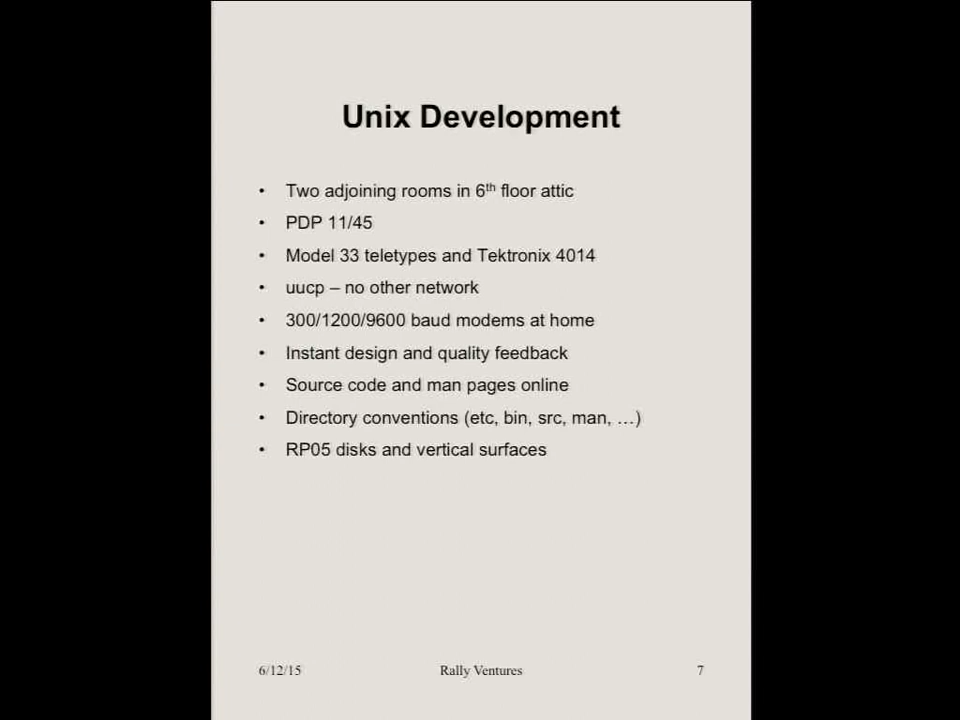 Unix Development
• Two adjoining rooms in 6th floor attic
• PDP 11/45
• Model 33 teletypes and Tektronix 4014
• uucp – no other network
• 300/1200/9600 baud modems at home
• Instant design and quality feedback
• Source code and man pages online
• Directory conventions (etc, bin, src, man, …)
• RP05 disks and vertical surfaces
6/12/15 Rally Ventures 7